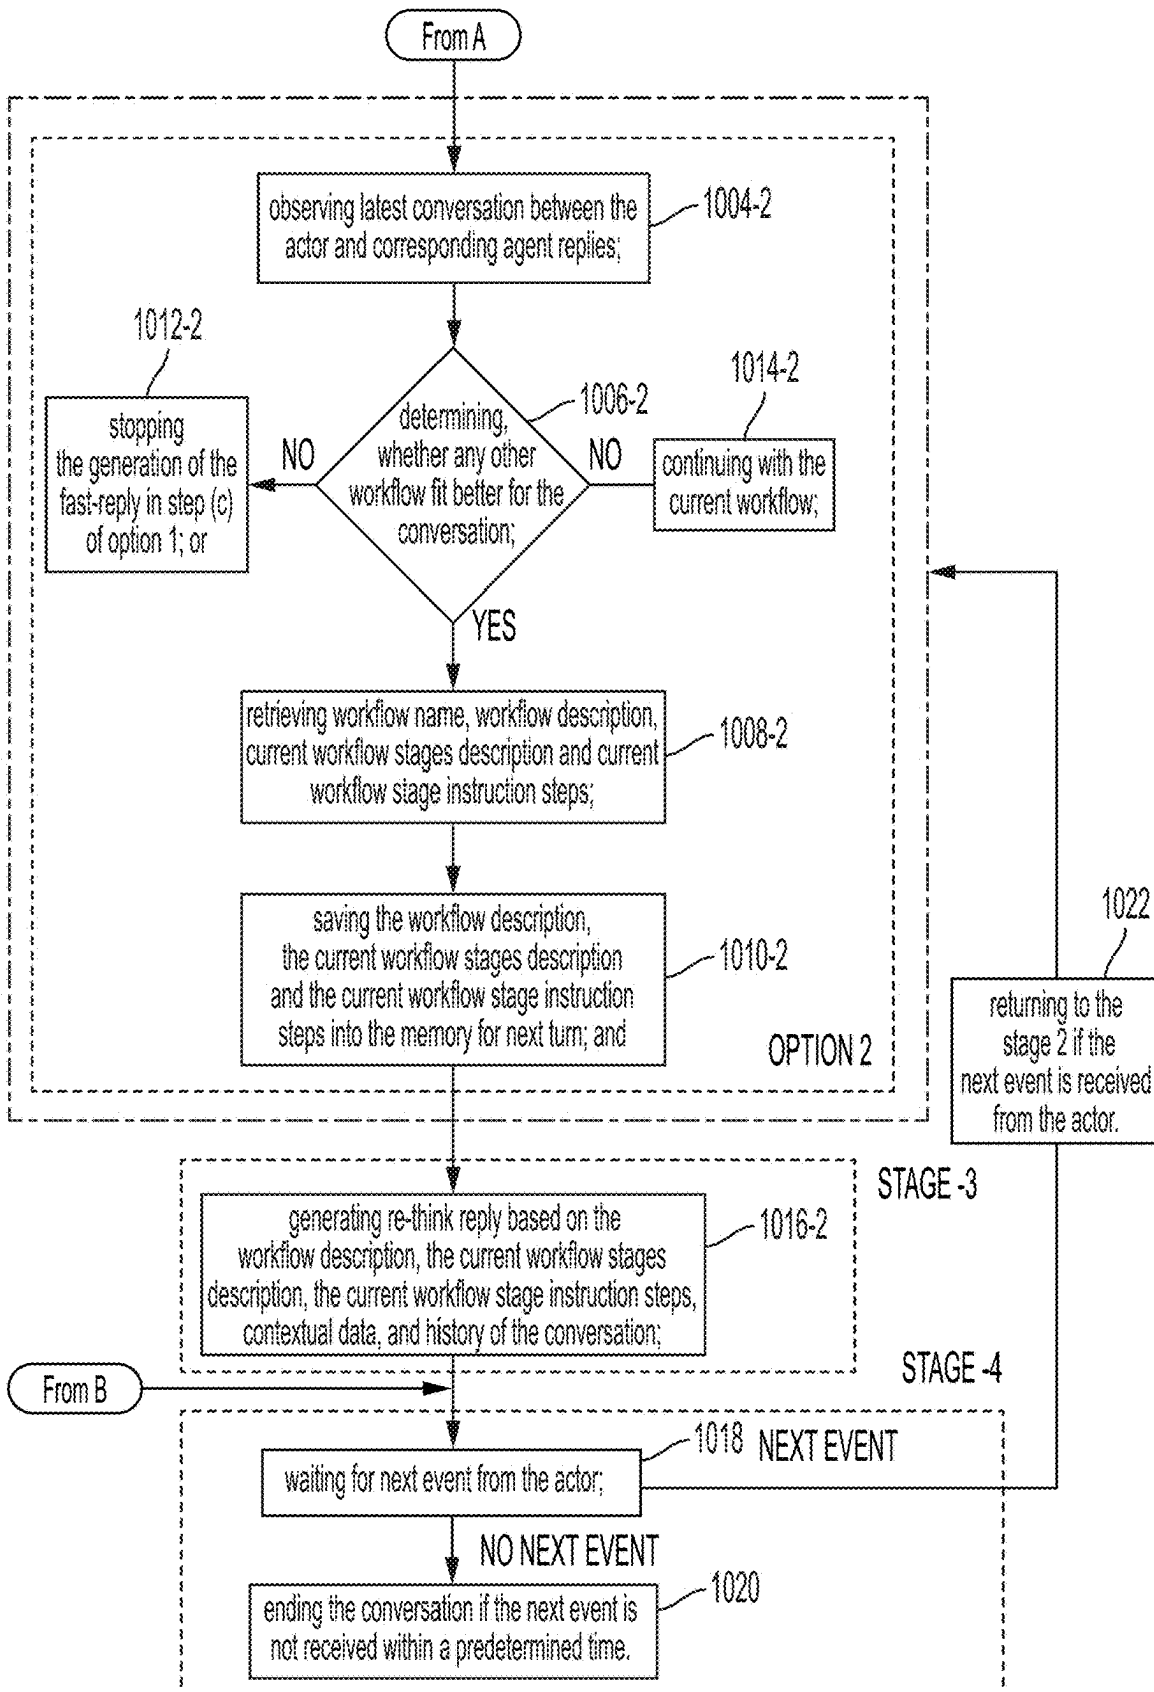 From A
observing latest conversation between the
actor and corresponding agent replies;
1004-2
1012-2
stopping
the generation of the
fast-reply in step (c)
of option 1; or
NO
determining,
whether any other
workflow fit better for the
conversation;
1006-2
NO
1014-2
continuing with the
current workflow;
YES
retrieving workflow name, workflow description,
current workflow stages description and current
workflow stage instruction steps;
1008-2
saving the workflow description,
the current workflow stages description
and the current workflow stage instruction
steps into the memory for next turn; and
1010-2
OPTION 2
1022
returning to the
stage 2 if the
next event is received
from the actor.
STAGE -3
generating re-think reply based on the
workflow description, the current workflow stages
description, the current workflow stage instruction steps,
contextual data, and history of the conversation;
1016-2
From B
STAGE -4
waiting for next event from the actor;
1018
NEXT EVENT
NO NEXT EVENT
ending the conversation if the next event is
not received within a predetermined time.
1020